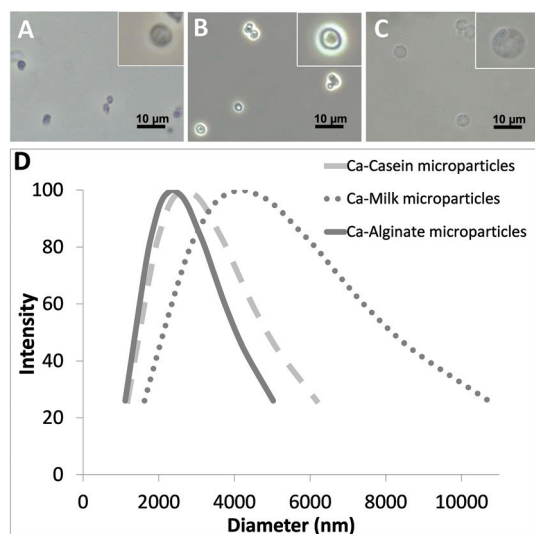 A
B
C
10 µm
10 µm
10 µm
D
Ca-Casein microparticles
Ca-Milk microparticles
Ca-Alginate microparticles
100
80
60
40
20
0
Intensity
0 2000 4000 6000 8000 10000
Diameter (nm)